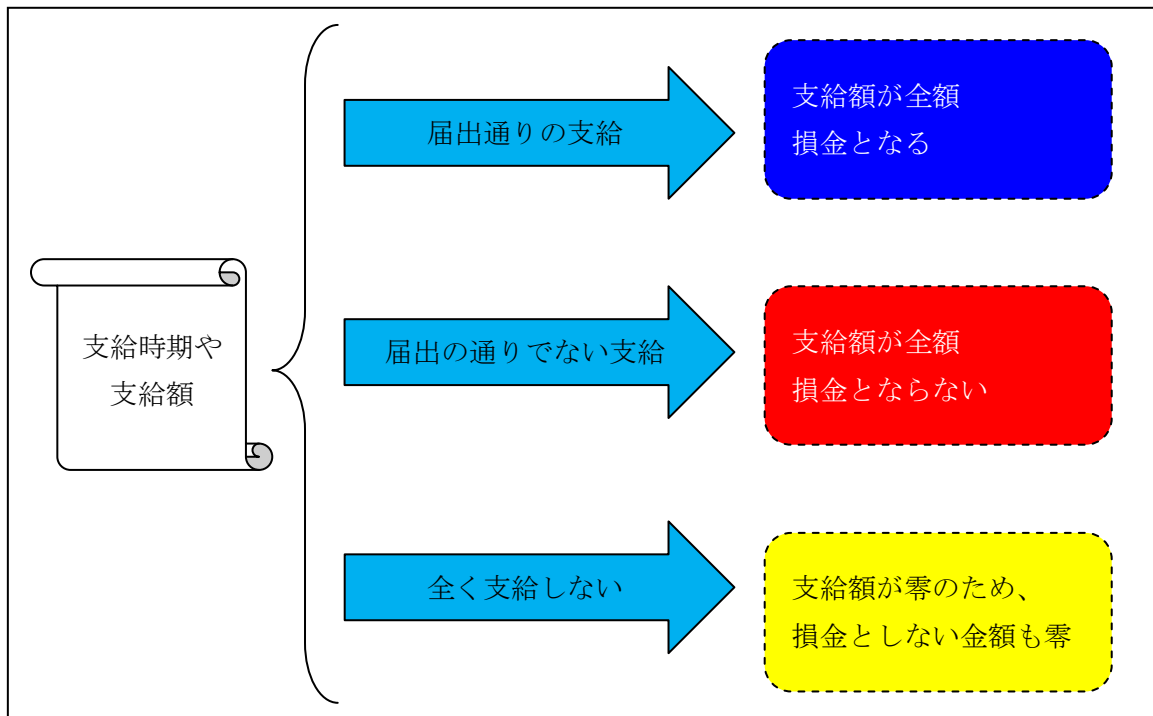 支給時期や
支給額
届出通りの支給
支給額が全額
損金となる
届出の通りでない支給
支給額が全額
損金とならない
全く支給しない
支給額が零のため、
損金としない金額も零